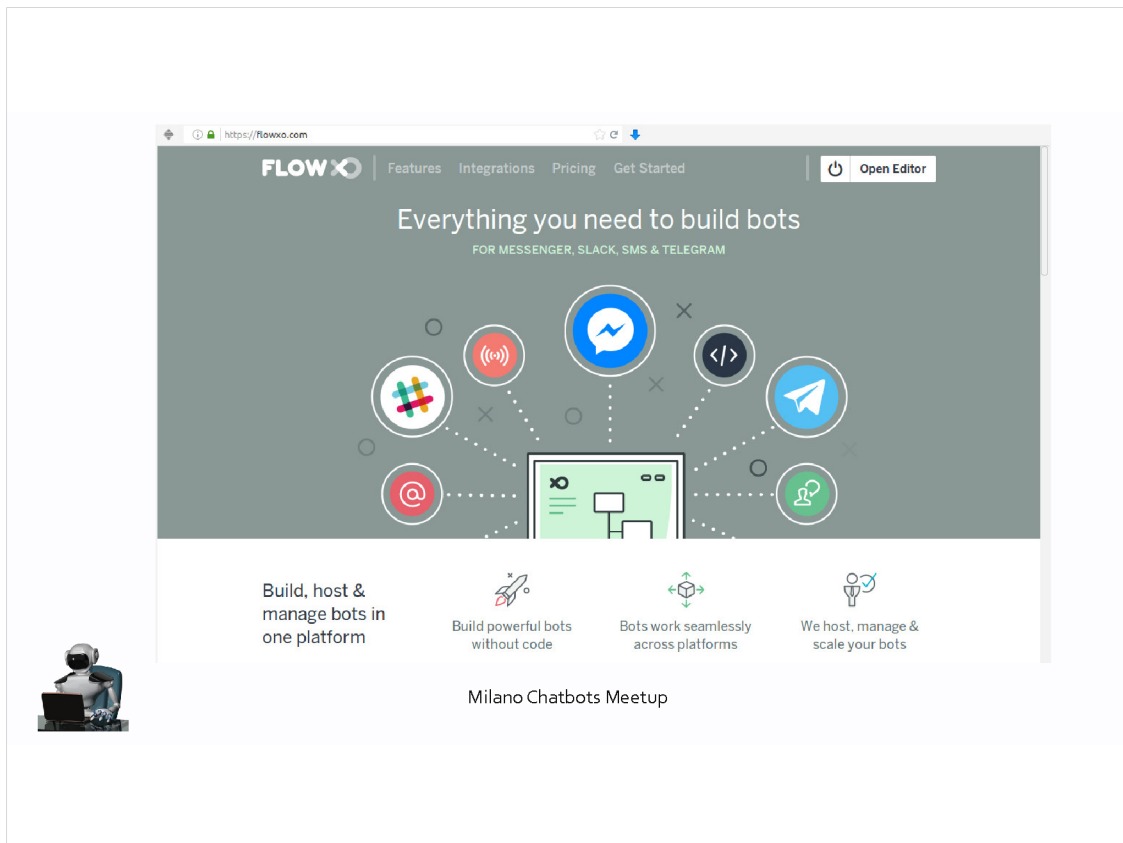 https://flowxo.com
FLOW XO Features Integrations Pricing Get Started Open Editor
Everything you need to build bots
FOR MESSENGER, SLACK, SMS & TELEGRAM
XO
Build, host &
manage bots in
one platform
Build powerful bots
without code
Bots work seamlessly
across platforms
We host, manage &
scale your bots
Milano Chatbots Meetup